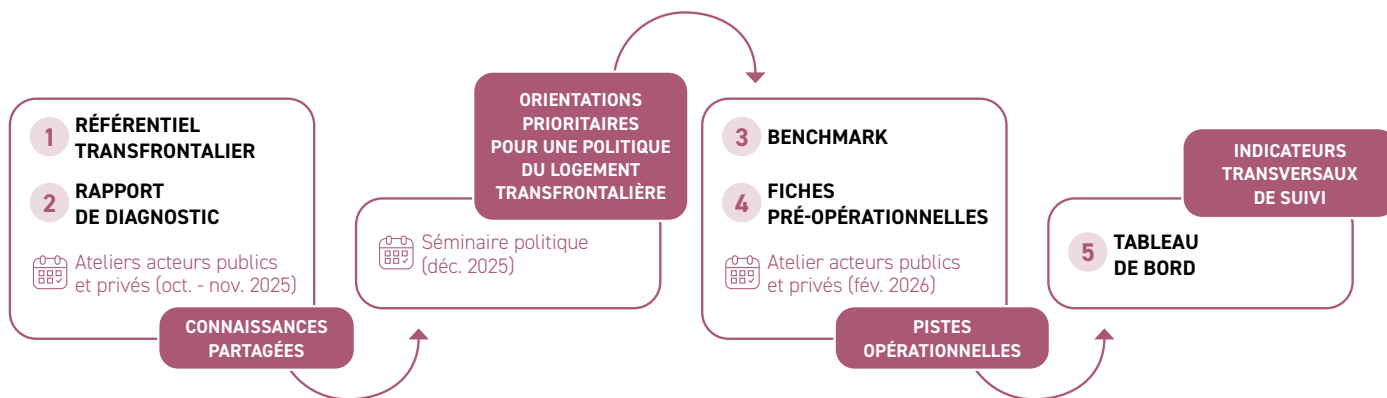 1 RÉFÉRENTIEL
TRANSFRONTALIER
2 RAPPORT
DE DIAGNOSTIC
Ateliers acteurs publics
et privés (oct. - nov. 2025)
CONNAISSANCES
PARTAGÉES
ORIENTATIONS
PRIORITAIRES
POUR UNE POLITIQUE
DU LOGEMENT
TRANSFRONTALIÈRE
Séminaire politique
(déc. 2025)
3 BENCHMARK
4 FICHES
PRÉ-OPÉRATIONNELLES
Atelier acteurs publics
et privés (fév. 2026)
PISTES
OPÉRATIONNELLES
INDICATEURS
TRANSVERSAUX
DE SUIVI
5 TABLEAU
DE BORD